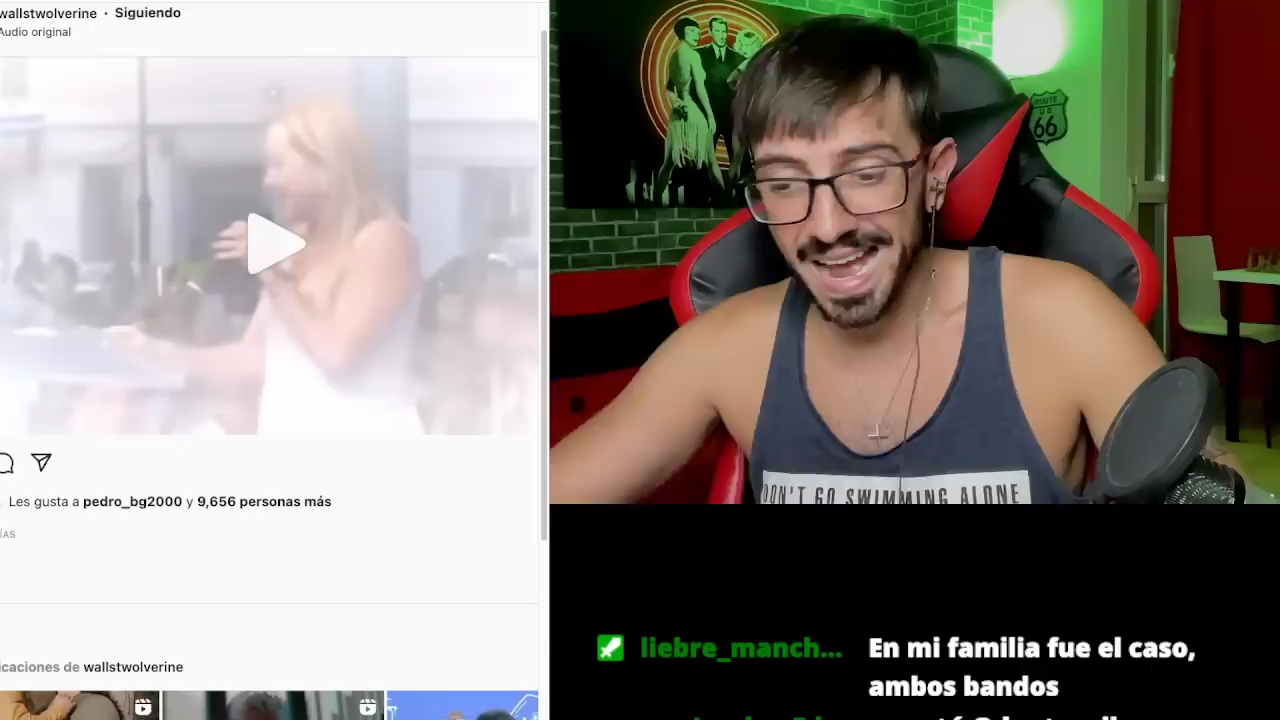 wallstwolverine • Siguiendo
Audio original
ROUTE
U S
66
DON'T GO SWIMMING ALONE
Les gusta a pedro_bg2000 y 9,656 personas más
ÍAS
icaciones de wallstwolverine
liebre_manch... En mi familia fue el caso,
ambos bandos